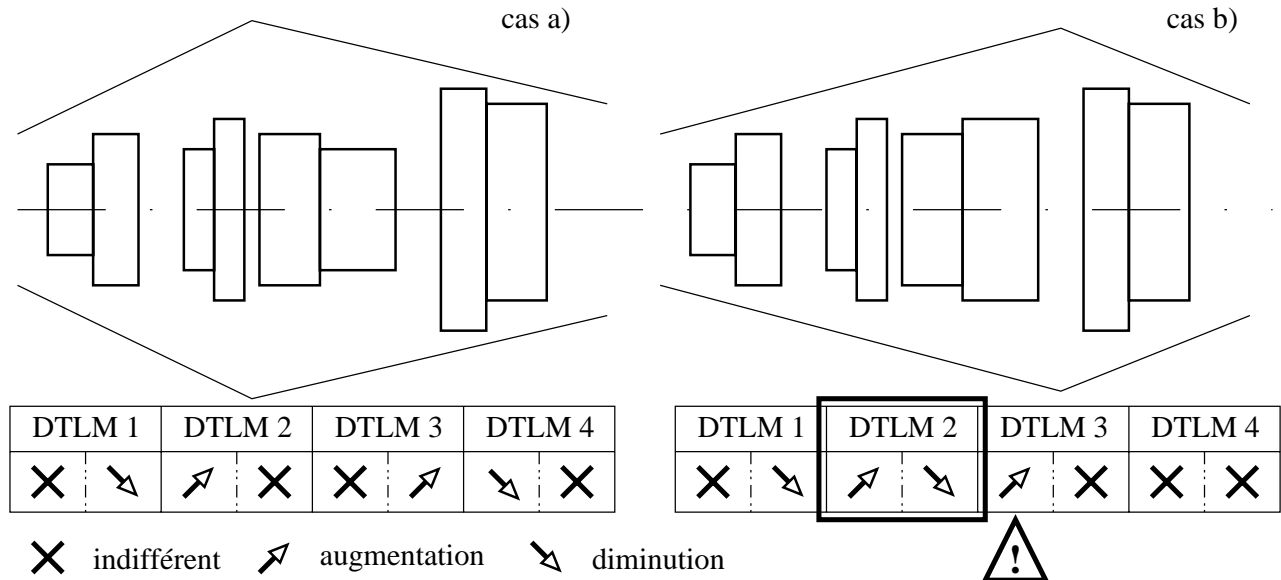 cas a)
cas b)
DTLM 1 DTLM 2 DTLM 3 DTLM 4
DTLM 1 DTLM 2 DTLM 3 DTLM 4
indifférent augmentation diminution
!